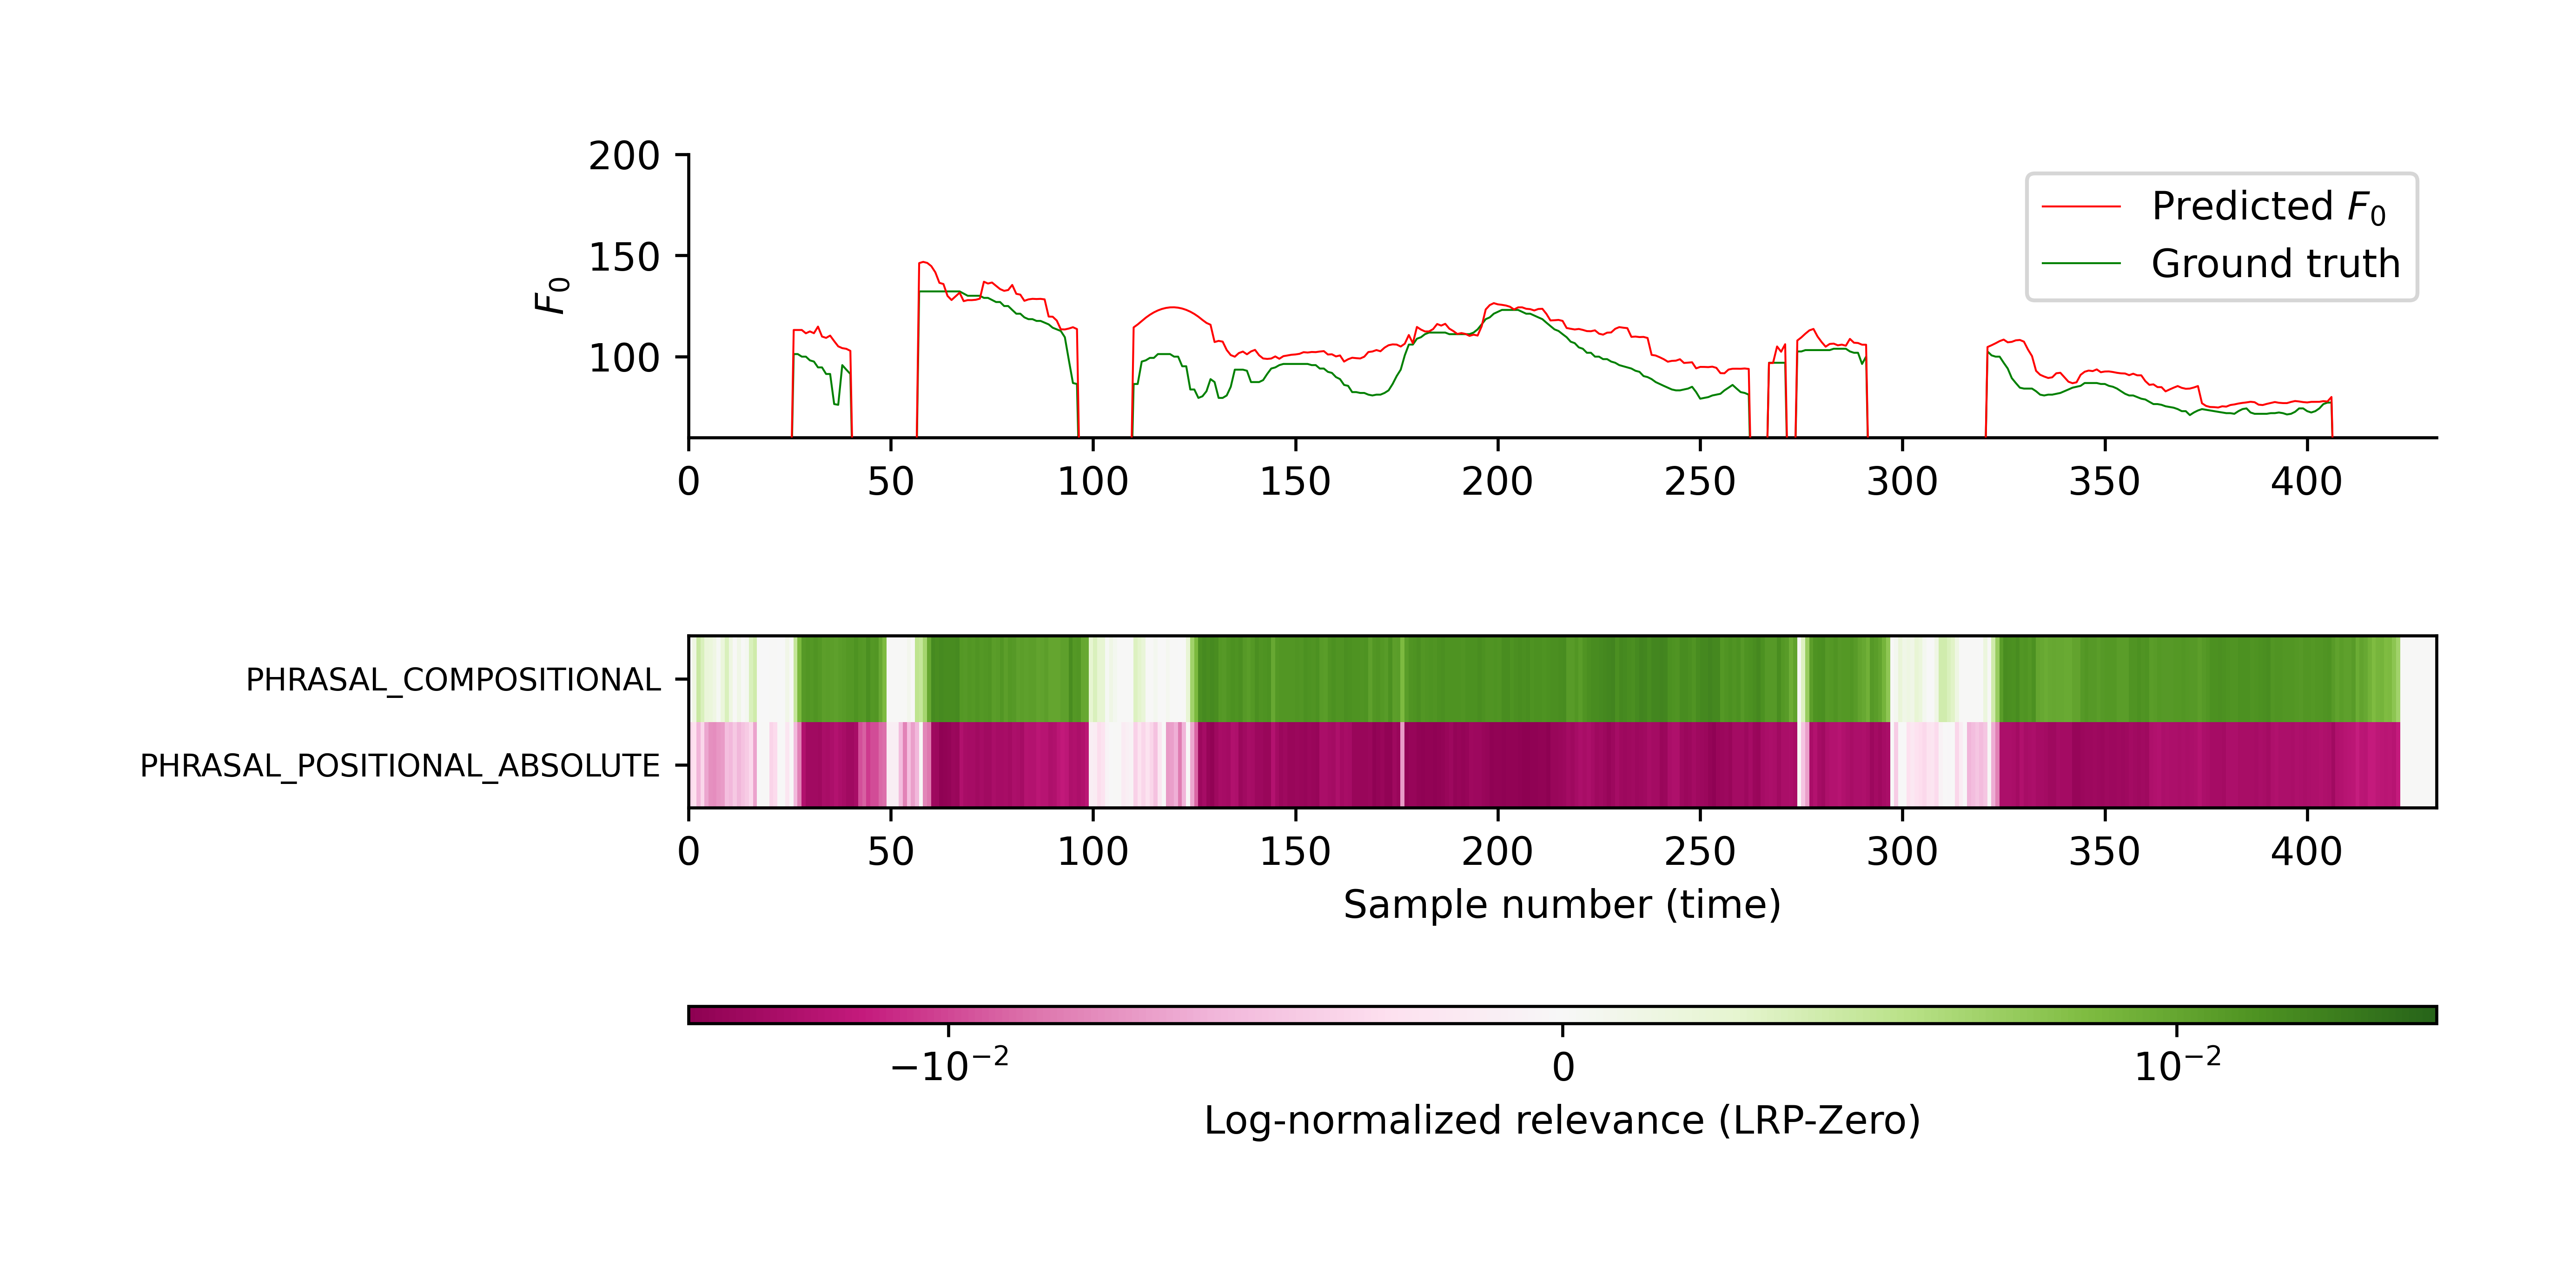 200
150
100
F₀
Predicted F₀
Ground truth
0 50 100 150 200 250 300 350 400
PHRASAL_COMPOSITIONAL
PHRASAL_POSITIONAL_ABSOLUTE
0 50 100 150 200 250 300 350 400
Sample number (time)
−10⁻² 0 10⁻²
Log-normalized relevance (LRP-Zero)